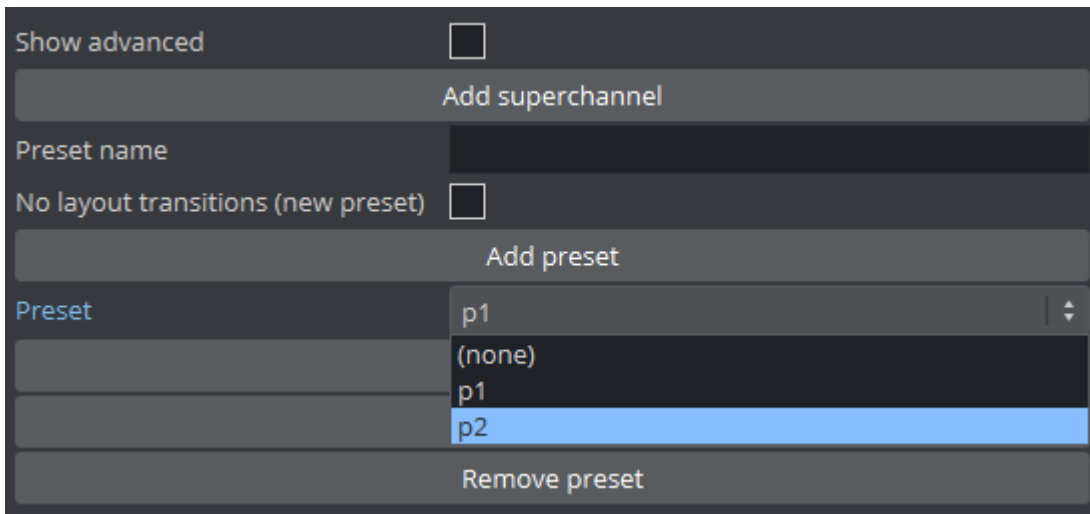 Show advanced
Add superchannel
Preset name
No layout transitions (new preset)
Add preset
Preset
p1
(none)
p1
p2
Remove preset